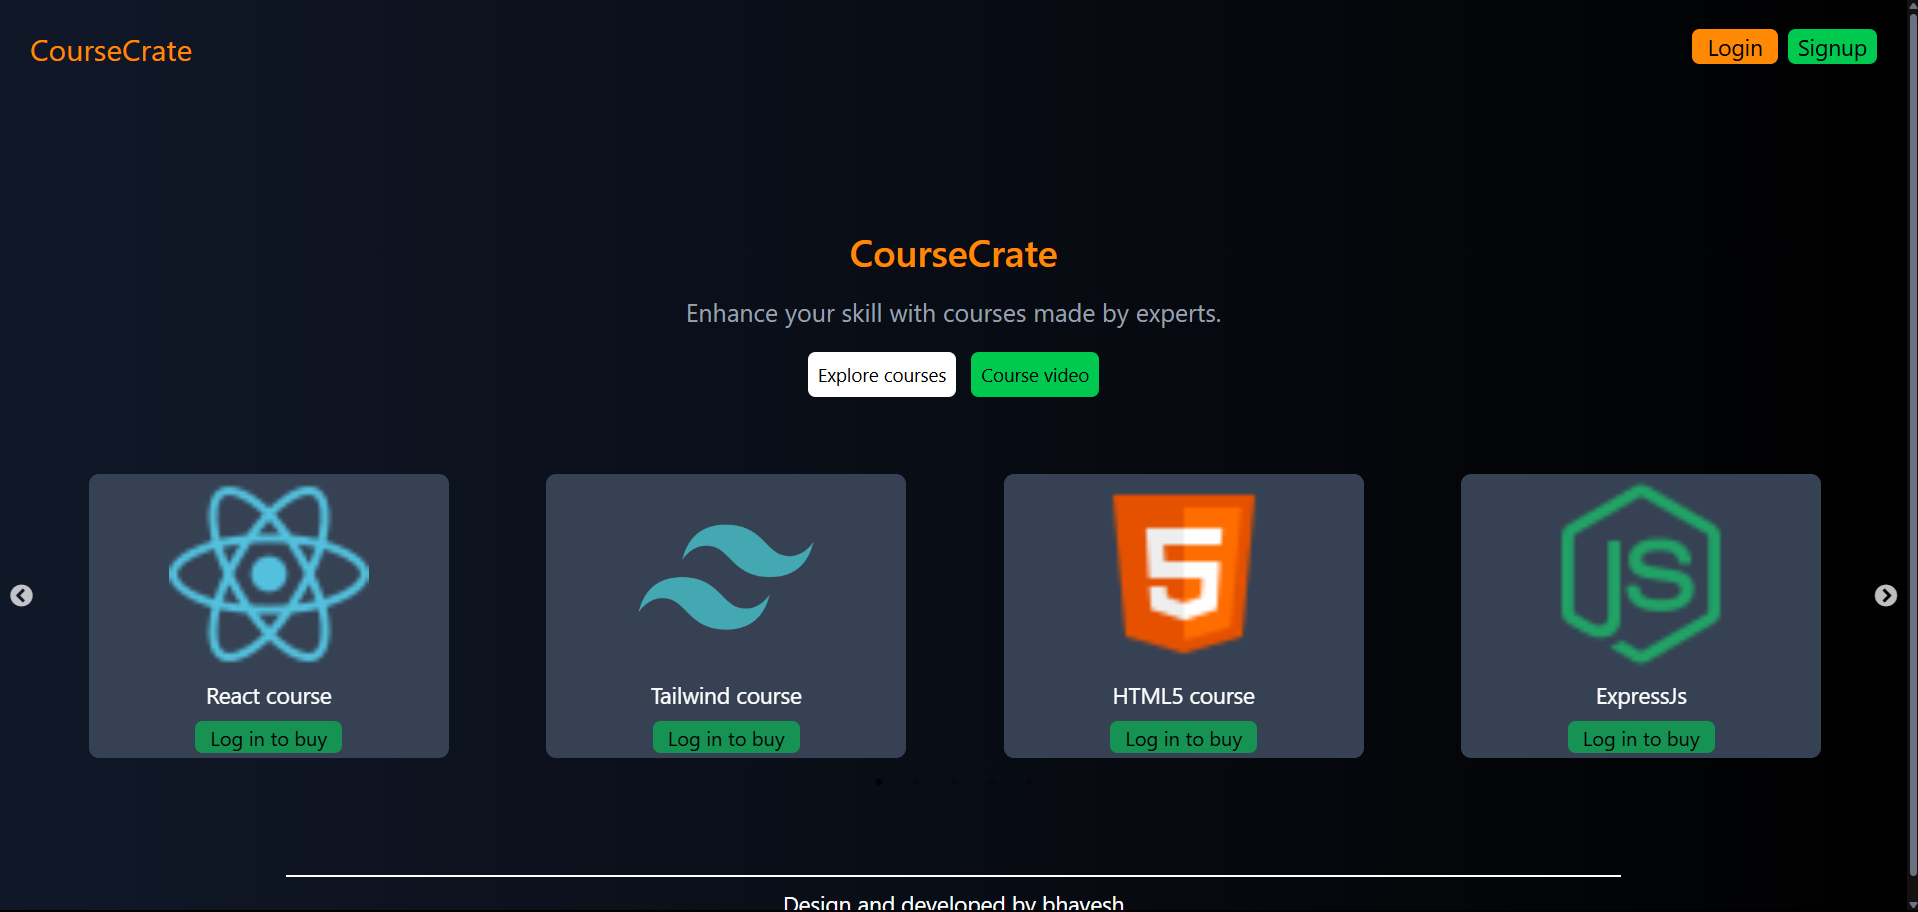 CourseCrate
Login
Signup
CourseCrate
Enhance your skill with courses made by experts.
Explore courses
Course video
5
JS
React course
Tailwind course
HTML5 course
ExpressJs
Log in to buy
Log in to buy
Log in to buy
Log in to buy
Design and developed by bhavesh